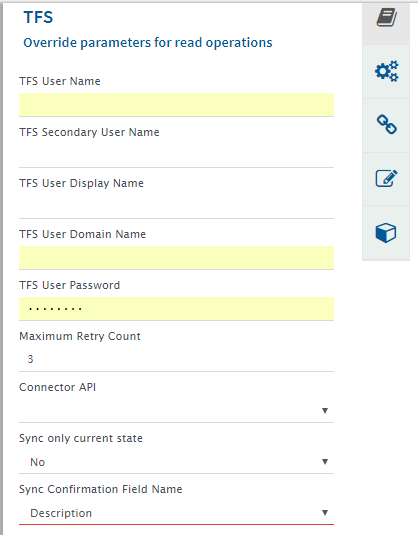 TFS
Override parameters for read operations
TFS User Name
TFS Secondary User Name
TFS User Display Name
TFS User Domain Name
TFS User Password
········
Maximum Retry Count
3
Connector API
Sync only current state
No
Sync Confirmation Field Name
Description